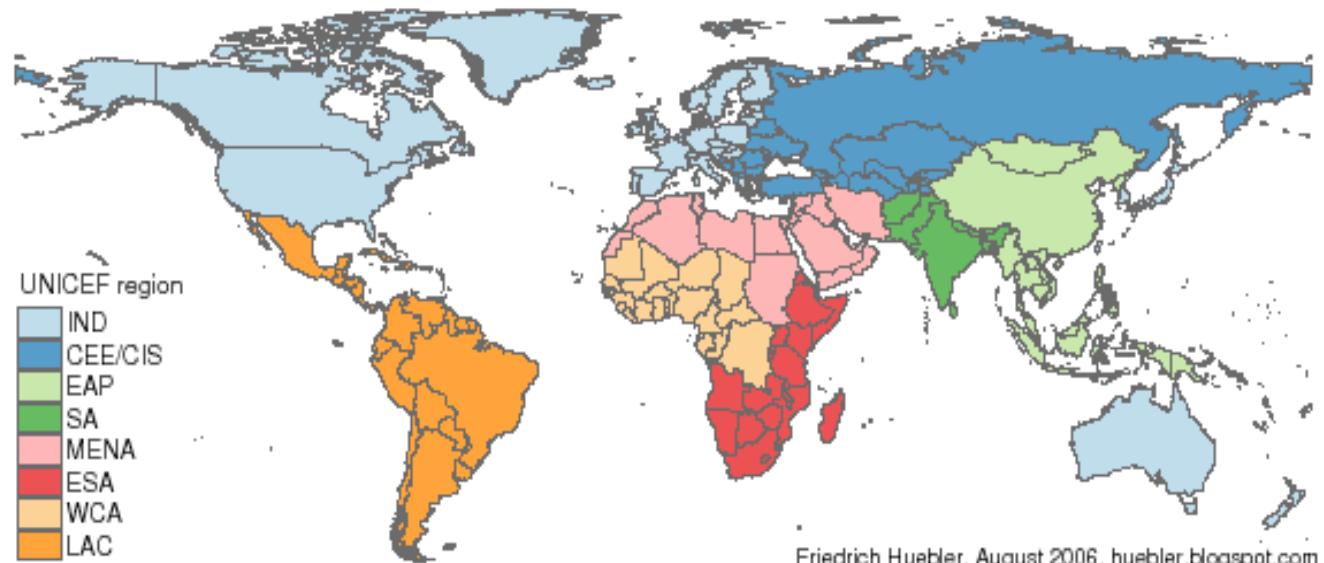 UNICEF region
IND
CEE/CIS
EAP
SA
MENA
ESA
WCA
LAC
Friedrich Huebler, August 2006, huebler.blogspot.com